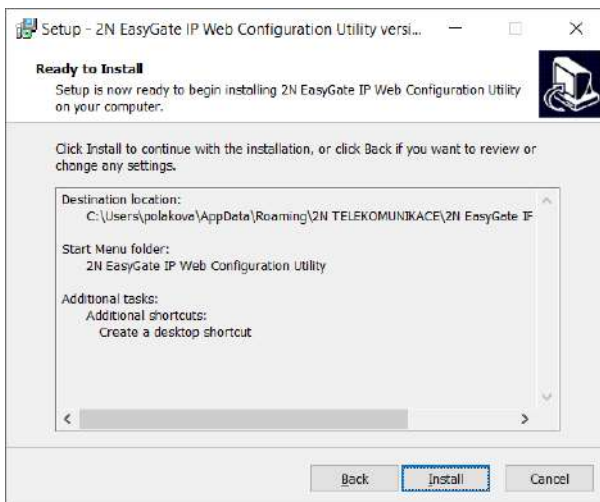 Setup - 2N EasyGate IP Web Configuration Utility versi...
Ready to Install
Setup is now ready to begin installing 2N EasyGate IP Web Configuration Utility
on your computer.
Click Install to continue with the installation, or click Back if you want to review or
change any settings.
Destination location:
C:\Users\polakova\AppData\Roaming\2N TELEKOMUNIKACE\2N EasyGate IF
Start Menu folder:
2N EasyGate IP Web Configuration Utility
Additional tasks:
Additional shortcuts:
Create a desktop shortcut
Back
Install
Cancel